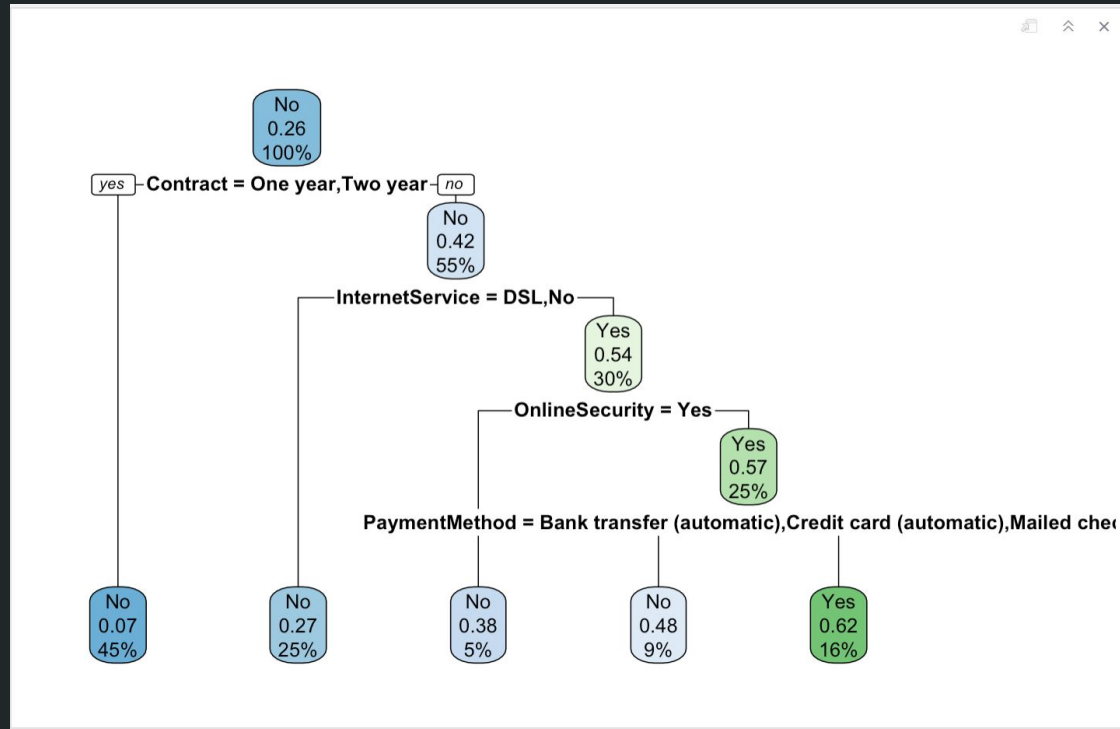 No
0.26
100%
yes Contract = One year,Two year no
No
0.42
55%
InternetService = DSL,No
Yes
0.54
30%
OnlineSecurity = Yes
Yes
0.57
25%
PaymentMethod = Bank transfer (automatic),Credit card (automatic),Mailed
No
0.07
45%
No
0.27
25%
No
0.38
5%
No
0.48
9%
Yes
0.62
16%